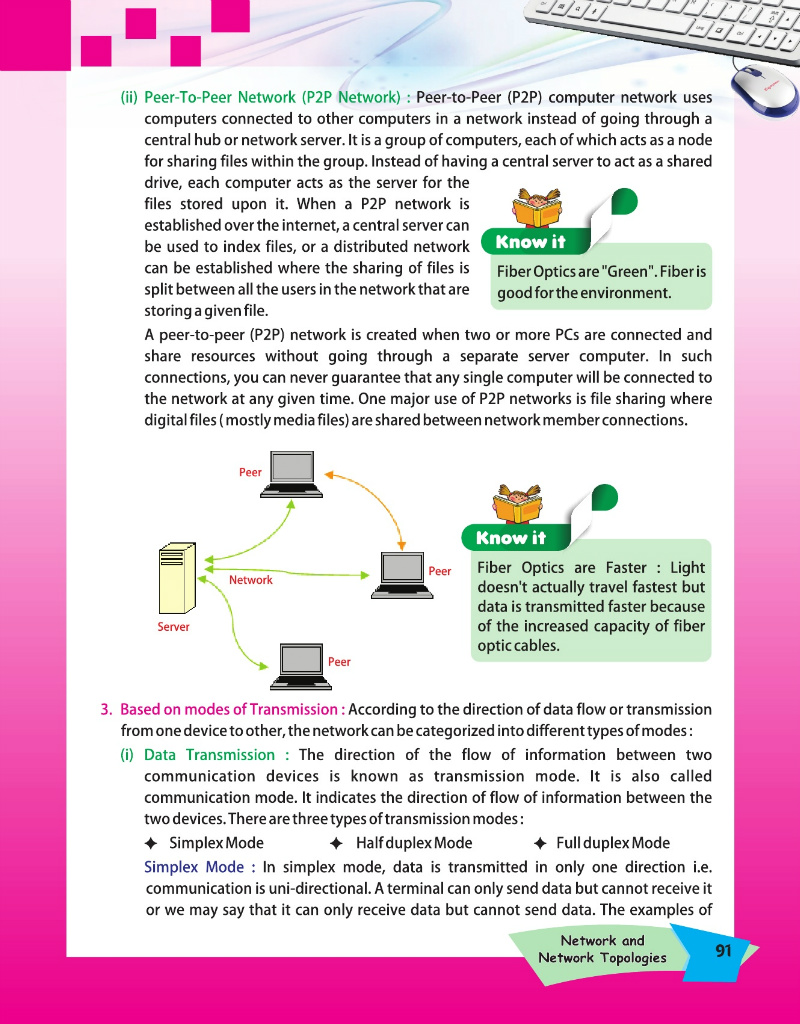 (ii) Peer-To-Peer Network (P2P Network) : Peer-to-Peer (P2P) computer network uses
computers connected to other computers in a network instead of going through a
central hub or network server. It is a group of computers, each of which acts as a node
for sharing files within the group. Instead of having a central server to act as a shared
drive, each computer acts as the server for the
files stored upon it. When a P2P network is
established over the internet, a central server can
be used to index files, or a distributed network
can be established where the sharing of files is
split between all the users in the network that are
storing a given file.
Know it
Fiber Optics are "Green". Fiber is
good for the environment.
A peer-to-peer (P2P) network is created when two or more PCs are connected and
share resources without going through a separate server computer. In such
connections, you can never guarantee that any single computer will be connected to
the network at any given time. One major use of P2P networks is file sharing where
digital files ( mostly media files) are shared between network member connections.
Peer
Network
Peer
Server
Peer
Know it
Fiber Optics are Faster : Light
doesn't actually travel fastest but
data is transmitted faster because
of the increased capacity of fiber
optic cables.
3. Based on modes of Transmission : According to the direction of data flow or transmission
from one device to other, the network can be categorized into different types of modes :
(i) Data Transmission : The direction of the flow of information between two
communication devices is known as transmission mode. It is also called
communication mode. It indicates the direction of flow of information between the
two devices. There are three types of transmission modes :
✦ Simplex Mode ✦ Half duplex Mode ✦ Full duplex Mode
Simplex Mode : In simplex mode, data is transmitted in only one direction i.e.
communication is uni-directional. A terminal can only send data but cannot receive it
or we may say that it can only receive data but cannot send data. The examples of
Network and
Network Topologies
91